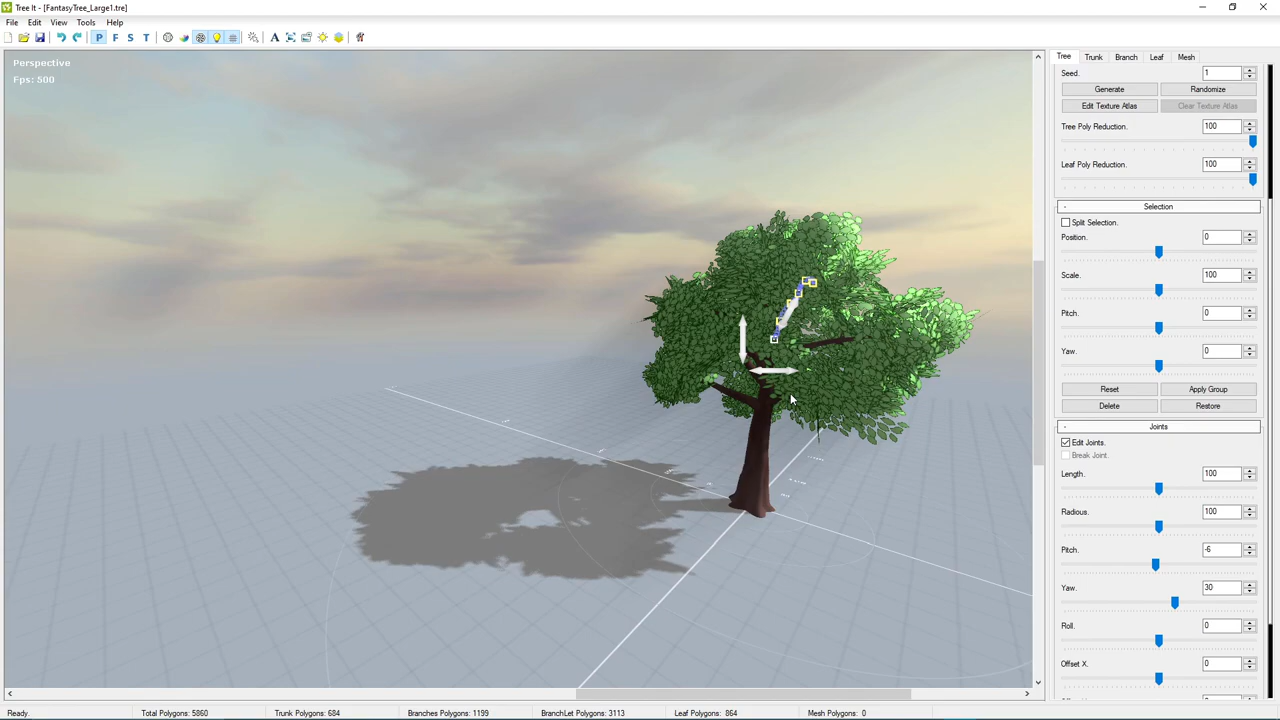 Tree It - [FantasyTree_Large1.tre]
File Edit View Tools Help
P F S T A
Perspective
Fps: 500
Tree Trunk Branch Leaf Mesh
Seed. 1
Generate Randomize
Edit Texture Atlas Clear Texture Atlas
Tree Poly Reduction. 100
Leaf Poly Reduction. 100
- Selection
Split Selection.
Position. 0
Scale. 100
Pitch. 0
Yaw. 0
Reset Apply Group
Delete Restore
- Joints
Edit Joints.
Break Joint.
Length. 100
Radius. 100
Pitch. -6
Yaw. 30
Roll. 0
Offset X. 0
Ready. Total Polygons: 5860 Trunk Polygons: 684 Branches Polygons: 1199 BranchLet Polygons: 3113 Leaf Polygons: 864 Mesh Polygons: 0